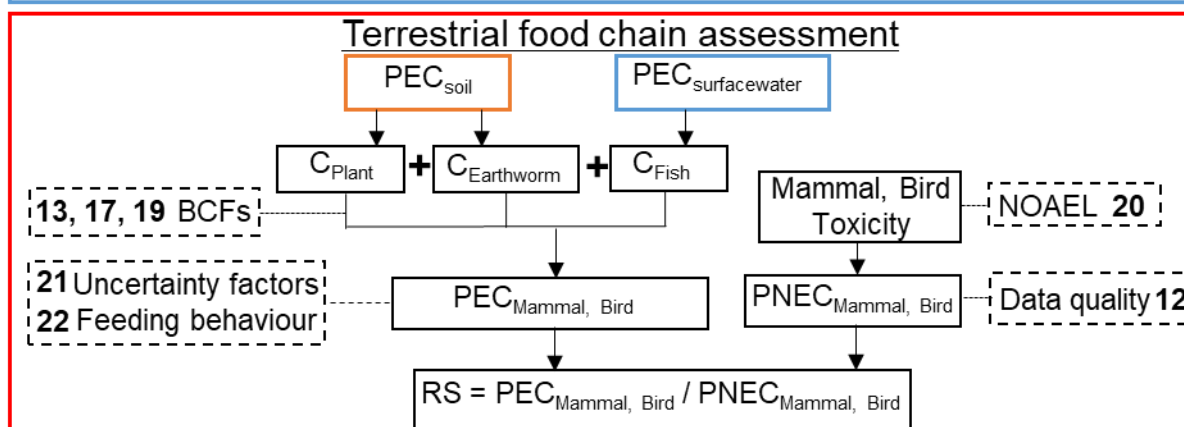 Terrestrial food chain assessment
PECsoil
PECsurfacewater
CPlant + CEarthworm + CFish
13, 17, 19 BCFs
Mammal, Bird
Toxicity
NOAEL 20
21 Uncertainty factors
22 Feeding behaviour
PECMammal, Bird
PNECMammal, Bird
Data quality 12
RS = PECMammal, Bird / PNECMammal, Bird